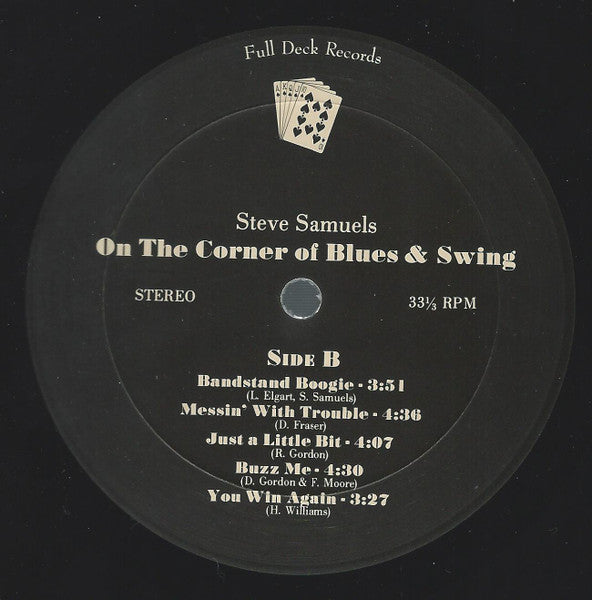 Full Deck Records
Steve Samuels
On The Corner of Blues & Swing
STEREO
33⅓ RPM
SIDE B
Bandstand Boogie - 3:51
(L. Elgart, S. Samuels)
Messin' With Trouble - 4:36
(D. Fraser)
Just a Little Bit - 4:07
(R. Gordon)
Buzz Me - 4:30
(D. Gordon & F. Moore)
You Win Again - 3:27
(H. Williams)